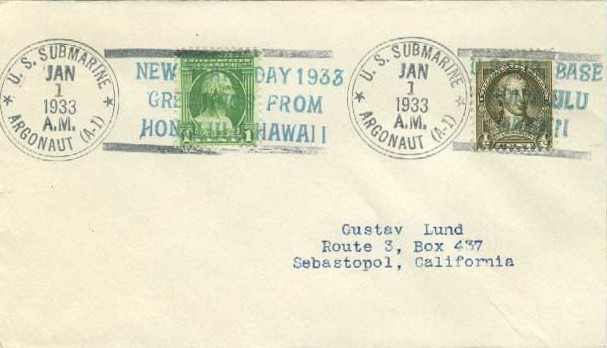 U. S. SUBMARINE
JAN
1
1933
A.M.
ARGONAUT (A-1)
NEW DAY 1933
GRE FROM
HON HAWAII
1
U. S. SUBMARINE
JAN
1
1933
A.M.
ARGONAUT (A-1)
BASE
ULU
Gustav Lund
Route 3, Box 437
Sebastopol, California